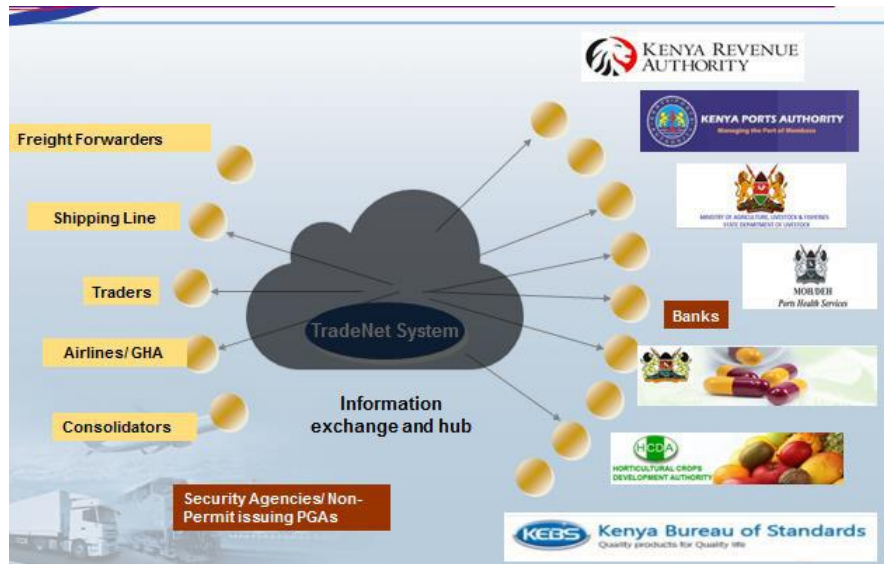 KENYA REVENUE
AUTHORITY
KENYA PORTS AUTHORITY
Managing the Port of Mombasa
Freight Forwarders
MINISTRY OF AGRICULTURE, LIVESTOCK & FISHERIES
STATE DEPARTMENT OF LIVESTOCK
Shipping Line
MOH/DEH
Ports Health Services
Traders
Banks
TradeNet System
Airlines/ GHA
Information
exchange and hub
Consolidators
HCDA
HORTICULTURAL CROPS
DEVELOPMENT AUTHORITY
Security Agencies/ Non-
Permit issuing PGAs
KEBS
Kenya Bureau of Standards
Quality products for Quality life